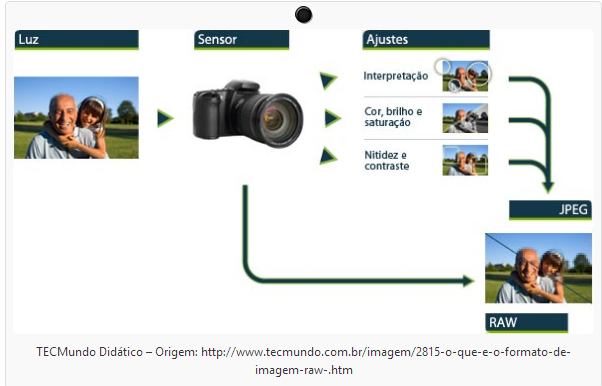 Luz
Sensor
Ajustes
Interpretação
Cor, brilho e
saturação
Nitidez e
contraste
JPEG
RAW
TECMundo Didático – Origem: http://www.tecmundo.com.br/imagem/2815-o-que-e-o-formato-de-
imagem-raw-.htm